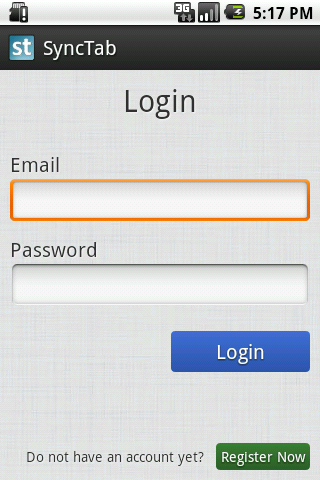 3G 5:17 PM
st SyncTab
Login
Email
Password
Login
Do not have an account yet? Register Now